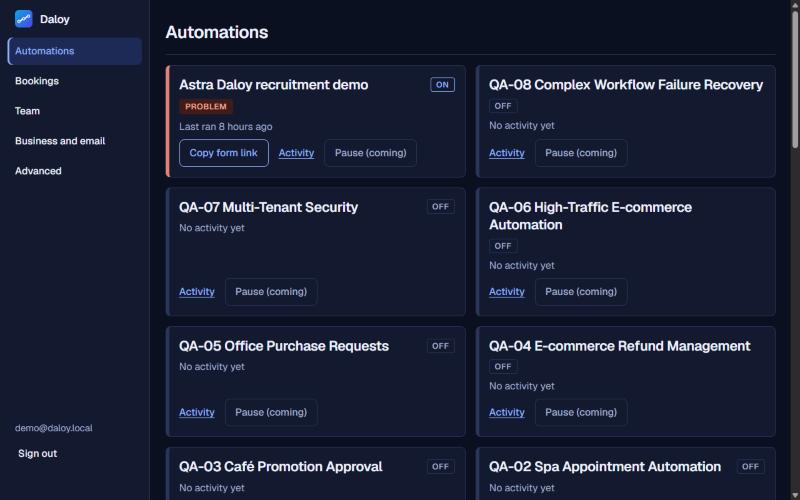 Daloy
Automations
Bookings
Team
Business and email
Advanced
demo@daloy.local
Sign out
Automations
Astra Daloy recruitment demo
ON
PROBLEM
Last ran 8 hours ago
Copy form link
Activity
Pause (coming)
QA-08 Complex Workflow Failure Recovery
OFF
No activity yet
Activity
Pause (coming)
QA-07 Multi-Tenant Security
OFF
No activity yet
Activity
Pause (coming)
QA-06 High-Traffic E-commerce
Automation
OFF
No activity yet
Activity
Pause (coming)
QA-05 Office Purchase Requests
OFF
No activity yet
Activity
Pause (coming)
QA-04 E-commerce Refund Management
OFF
No activity yet
Activity
Pause (coming)
QA-03 Café Promotion Approval
OFF
No activity yet
QA-02 Spa Appointment Automation
OFF
No activity yet